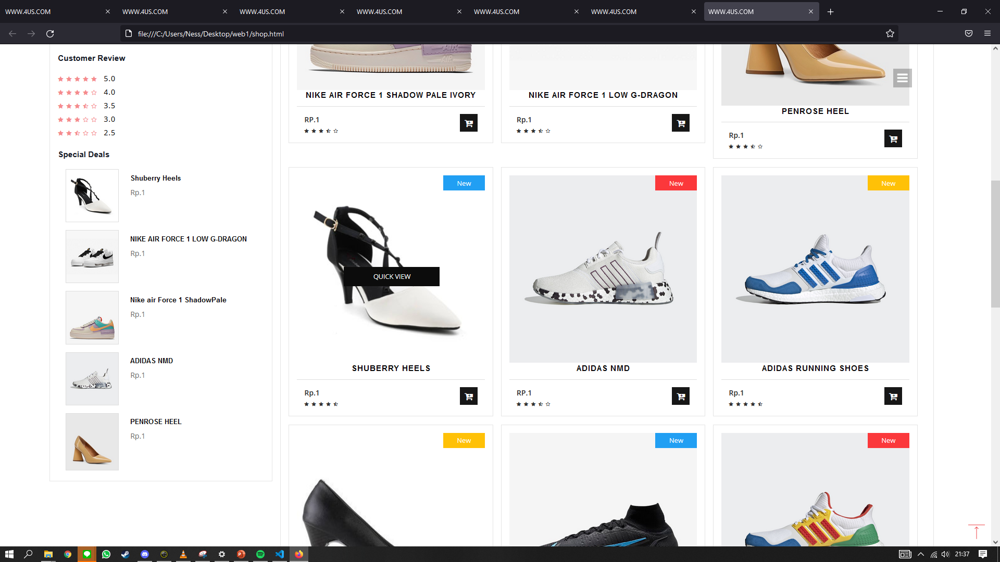 WWW.4US.COM
WWW.4US.COM
WWW.4US.COM
WWW.4US.COM
WWW.4US.COM
WWW.4US.COM
WWW.4US.COM
file:///C:/Users/Ness/Desktop/web1/shop.html
Customer Review
5.0
4.0
3.5
3.0
2.5
Special Deals
Shuberry Heels
Rp.1
NIKE AIR FORCE 1 LOW G-DRAGON
Rp.1
Nike air Force 1 ShadowPale
Rp.1
ADIDAS NMD
Rp.1
PENROSE HEEL
Rp.1
AIR
AIR
NIKE AIR FORCE 1 SHADOW PALE IVORY
RP.1
NIKE AIR FORCE 1 LOW G-DRAGON
Rp.1
PENROSE HEEL
Rp.1
New
QUICK VIEW
SHUBERRY HEELS
Rp.1
New
ADIDAS NMD
RP.1
New
ADIDAS RUNNING SHOES
Rp.1
New
New
New
21:37